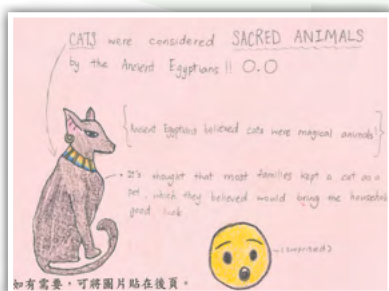 CATS were considered SACRED ANIMALS
by the Ancient Egyptians !! O.O
{Ancient Egyptians believed cats were magical animals!}
• It's thought that most families kept a cat as a
pet, which they believed would bring the household
good luck
(surprised)
如有需要，可將圖片貼在後頁。